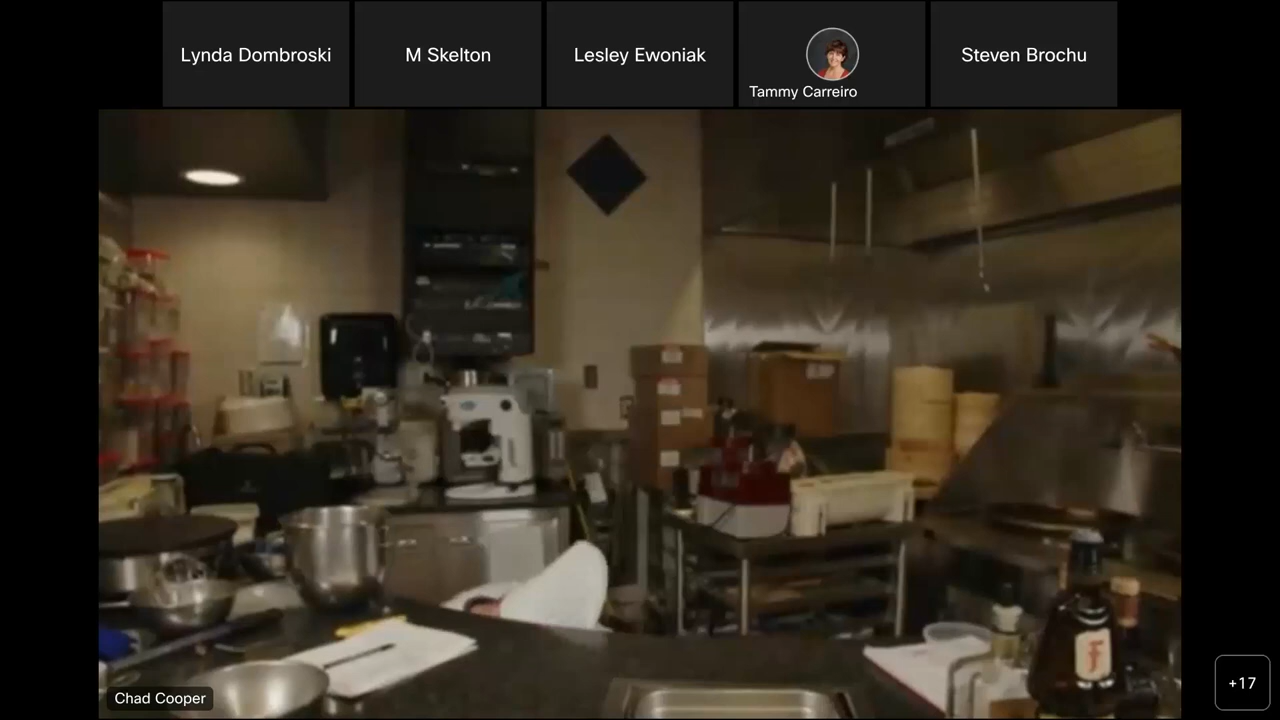 Lynda Dombroski
M Skelton
Lesley Ewoniak
Tammy Carreiro
Steven Brochu
Chad Cooper
+17